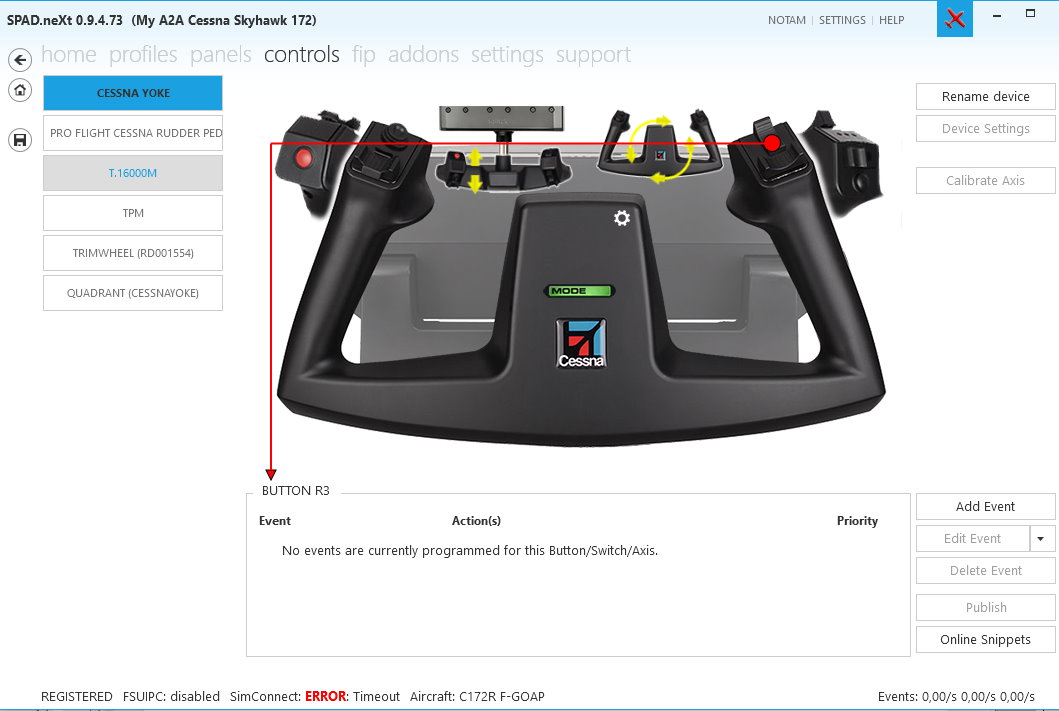 SPAD.neXt 0.9.4.73 (My A2A Cessna Skyhawk 172)
NOTAM | SETTINGS | HELP
home profiles panels controls fip addons settings support
CESSNA YOKE
PRO FLIGHT CESSNA RUDDER PED
T.16000M
TPM
TRIMWHEEL (RD001554)
QUADRANT (CESSNAYOKE)
Rename device
Device Settings
Calibrate Axis
MODE
Cessna
BUTTON R3
Event Action(s) Priority
No events are currently programmed for this Button/Switch/Axis.
Add Event
Edit Event
Delete Event
Publish
Online Snippets
REGISTERED FSUIPC: disabled SimConnect: ERROR: Timeout Aircraft: C172R F-GOAP
Events: 0,00/s 0,00/s 0,00/s